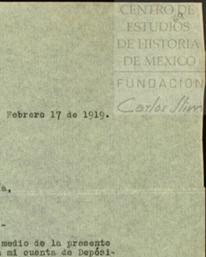 CENTRO DE
ESTUDIOS
DE HISTORIA
DE MEXICO
FUNDACION
Carlos Slim
Febrero 17 de 1919.
a.
-
medio de la presente
mi cuenta de Depósi-